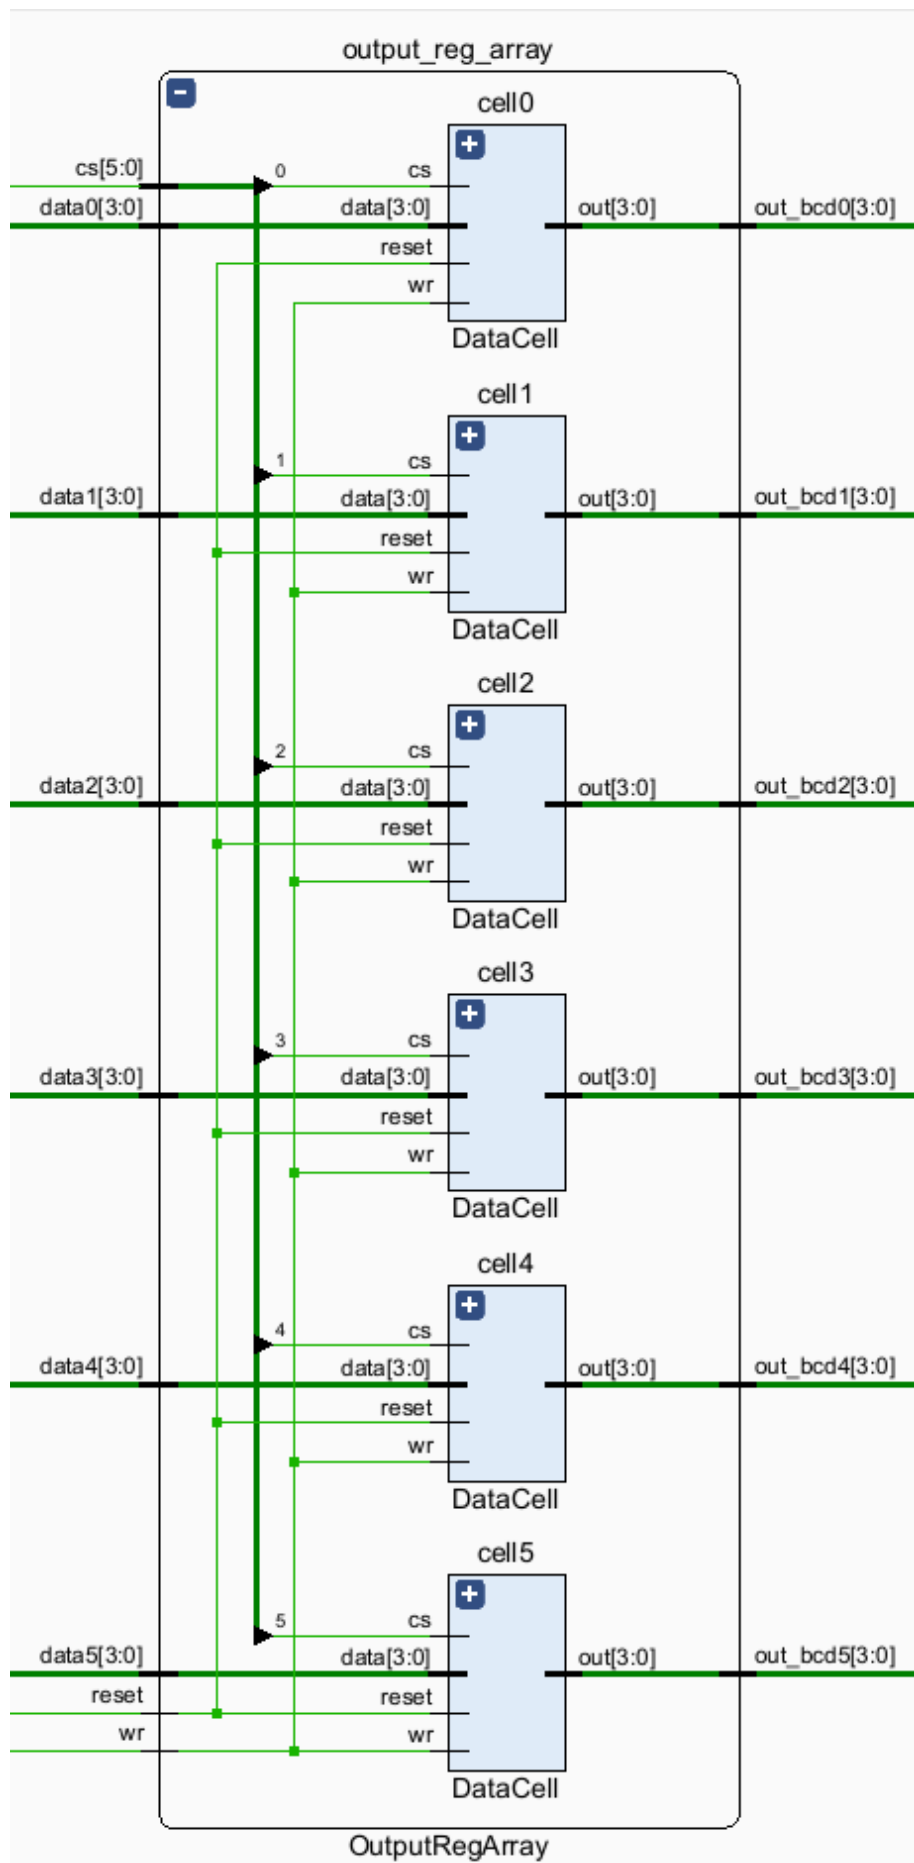 output_reg_array
cell0
cs[5:0] 0 cs
data0[3:0] data[3:0] out[3:0] out_bcd0[3:0]
reset
wr
DataCell
cell1
1 cs
data1[3:0] data[3:0] out[3:0] out_bcd1[3:0]
reset
wr
DataCell
cell2
2 cs
data2[3:0] data[3:0] out[3:0] out_bcd2[3:0]
reset
wr
DataCell
cell3
3 cs
data3[3:0] data[3:0] out[3:0] out_bcd3[3:0]
reset
wr
DataCell
cell4
4 cs
data4[3:0] data[3:0] out[3:0] out_bcd4[3:0]
reset
wr
DataCell
cell5
5 cs
data5[3:0] data[3:0] out[3:0] out_bcd5[3:0]
reset reset
wr wr
DataCell
OutputRegArray